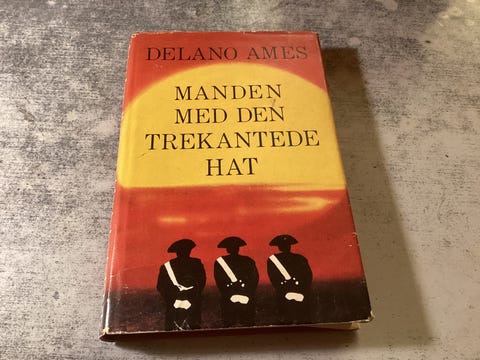 DELANO AMES
MANDEN
MED DEN
TREKANTEDE
HAT